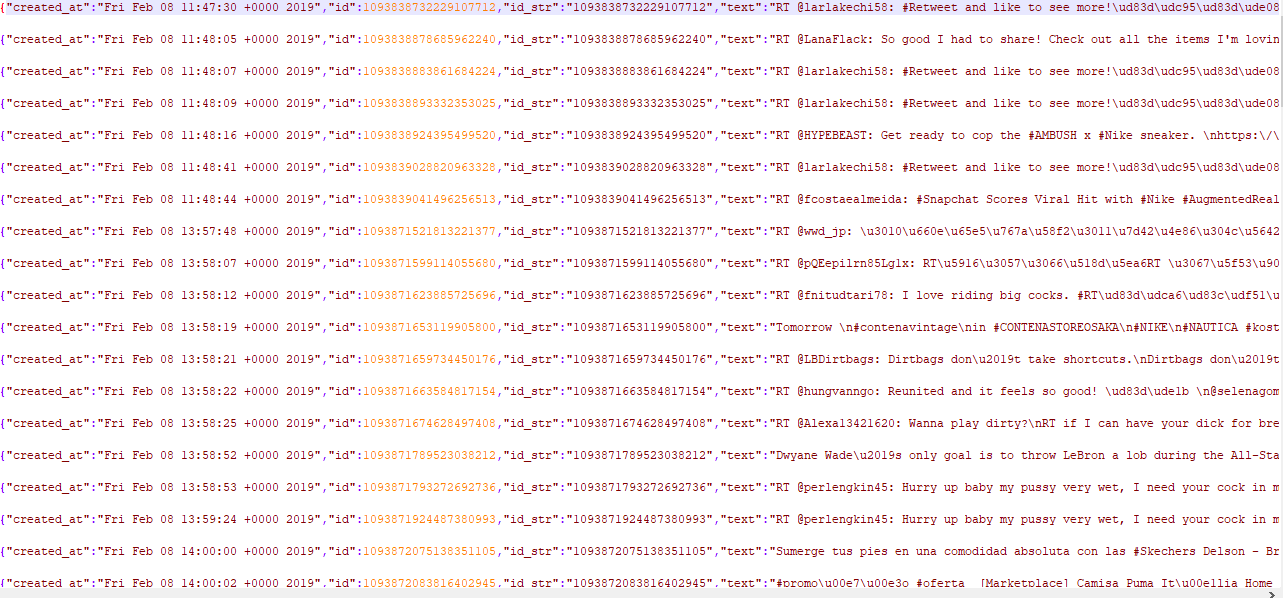 {"created_at":"Fri Feb 08 11:47:30 +0000 2019","id":1093838732229107712,"id_str":"1093838732229107712","text":"RT @larlakechi58: #Retweet and like to see more!\ud83d\udc95\ud83d\ude08
{"created_at":"Fri Feb 08 11:48:05 +0000 2019","id":1093838878685962240,"id_str":"1093838878685962240","text":"RT @LanaFlack: So good I had to share! Check out all the items I'm lovin
{"created_at":"Fri Feb 08 11:48:07 +0000 2019","id":1093838883861684224,"id_str":"1093838883861684224","text":"RT @larlakechi58: #Retweet and like to see more!\ud83d\udc95\ud83d\ude08
{"created_at":"Fri Feb 08 11:48:09 +0000 2019","id":1093838893332353025,"id_str":"1093838893332353025","text":"RT @larlakechi58: #Retweet and like to see more!\ud83d\udc95\ud83d\ude08
{"created_at":"Fri Feb 08 11:48:16 +0000 2019","id":1093838924395499520,"id_str":"1093838924395499520","text":"RT @HYPEBEAST: Get ready to cop the #AMBUSH x #Nike sneaker. \nhttps:\/\
{"created_at":"Fri Feb 08 11:48:41 +0000 2019","id":1093839028820963328,"id_str":"1093839028820963328","text":"RT @larlakechi58: #Retweet and like to see more!\ud83d\udc95\ud83d\ude08
{"created_at":"Fri Feb 08 11:48:44 +0000 2019","id":1093839041496256513,"id_str":"1093839041496256513","text":"RT @fcostaealmeida: #Snapchat Scores Viral Hit with #Nike #AugmentedReal
{"created_at":"Fri Feb 08 13:57:48 +0000 2019","id":1093871521813221377,"id_str":"1093871521813221377","text":"RT @wwd_jp: \u3010\u660e\u65e5\u767a\u58f2\u3011\u7d42\u4e86\u304c\u5642
{"created_at":"Fri Feb 08 13:58:07 +0000 2019","id":1093871599114055680,"id_str":"1093871599114055680","text":"RT @pQEepilrn85Lglx: RT\u5916\u3057\u3066\u518d\u5ea6RT \u3067\u5f53\u90
{"created_at":"Fri Feb 08 13:58:12 +0000 2019","id":1093871623885725696,"id_str":"1093871623885725696","text":"RT @fnitudtari78: I love riding big cocks. #RT\ud83d\udca6\ud83c\udf51\u
{"created_at":"Fri Feb 08 13:58:19 +0000 2019","id":1093871653119905800,"id_str":"1093871653119905800","text":"Tomorrow \n#contenavintage\nin #CONTENASTOREOSAKA\n#NIKE\n#NAUTICA #kost
{"created_at":"Fri Feb 08 13:58:21 +0000 2019","id":1093871659734450176,"id_str":"1093871659734450176","text":"RT @LBDirtbags: Dirtbags don\u2019t take shortcuts.\nDirtbags don\u2019t
{"created_at":"Fri Feb 08 13:58:22 +0000 2019","id":1093871663584817154,"id_str":"1093871663584817154","text":"RT @hungvanngo: Reunited and it feels so good! \ud83d\ude1b \n@selenagom
{"created_at":"Fri Feb 08 13:58:25 +0000 2019","id":1093871674628497408,"id_str":"1093871674628497408","text":"RT @Alexa13421620: Wanna play dirty?\nRT if I can have your dick for bre
{"created_at":"Fri Feb 08 13:58:52 +0000 2019","id":1093871789523038212,"id_str":"1093871789523038212","text":"Dwyane Wade\u2019s only goal is to throw LeBron a lob during the All-Sta
{"created_at":"Fri Feb 08 13:58:53 +0000 2019","id":1093871793272692736,"id_str":"1093871793272692736","text":"RT @perlengkin45: Hurry up baby my pussy very wet, I need your cock in m
{"created_at":"Fri Feb 08 13:59:24 +0000 2019","id":1093871924487380993,"id_str":"1093871924487380993","text":"RT @perlengkin45: Hurry up baby my pussy very wet, I need your cock in m
{"created_at":"Fri Feb 08 14:00:00 +0000 2019","id":1093872075138351105,"id_str":"1093872075138351105","text":"Sumerge tus pies en una comodidad absoluta con las #Skechers Delson - Br
{"created_at":"Fri Feb 08 14:00:02 +0000 2019","id":1093872083816402945,"id_str":"1093872083816402945","text":"#promo\u00e7\u00e3o #oferta  [Marketplace] Camisa Puma It\u00ellia Home